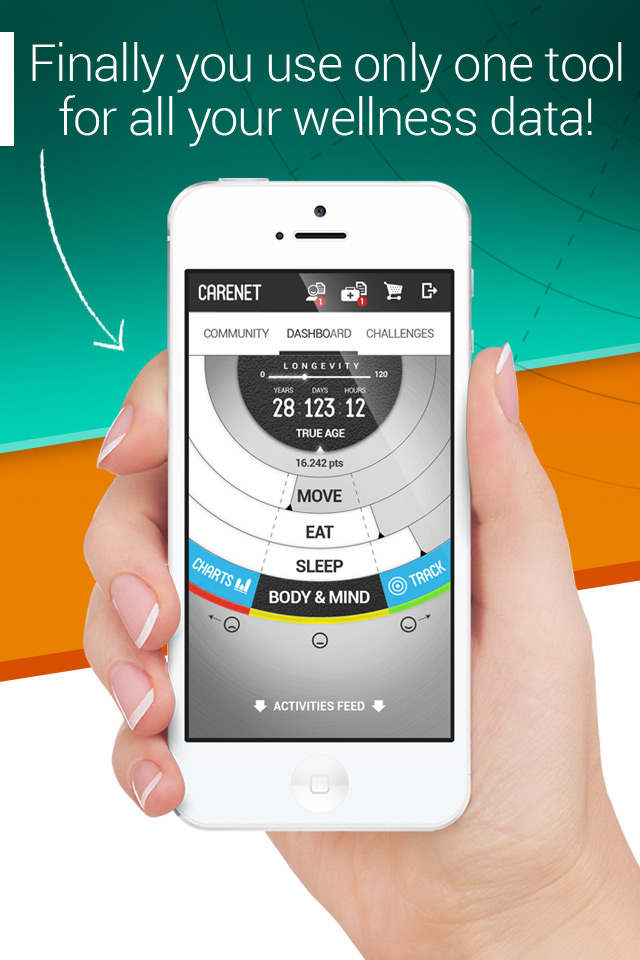 Finally you use only one tool
for all your wellness data!
CARENET
1
1
COMMUNITY DASHBOARD CHALLENGES
LONGEVITY
0 120
YEARS DAYS HOURS
28:123:12
TRUE AGE
16.242 pts
MOVE
EAT
SLEEP
CHARTS
BODY & MIND
TRACK
ACTIVITIES FEED